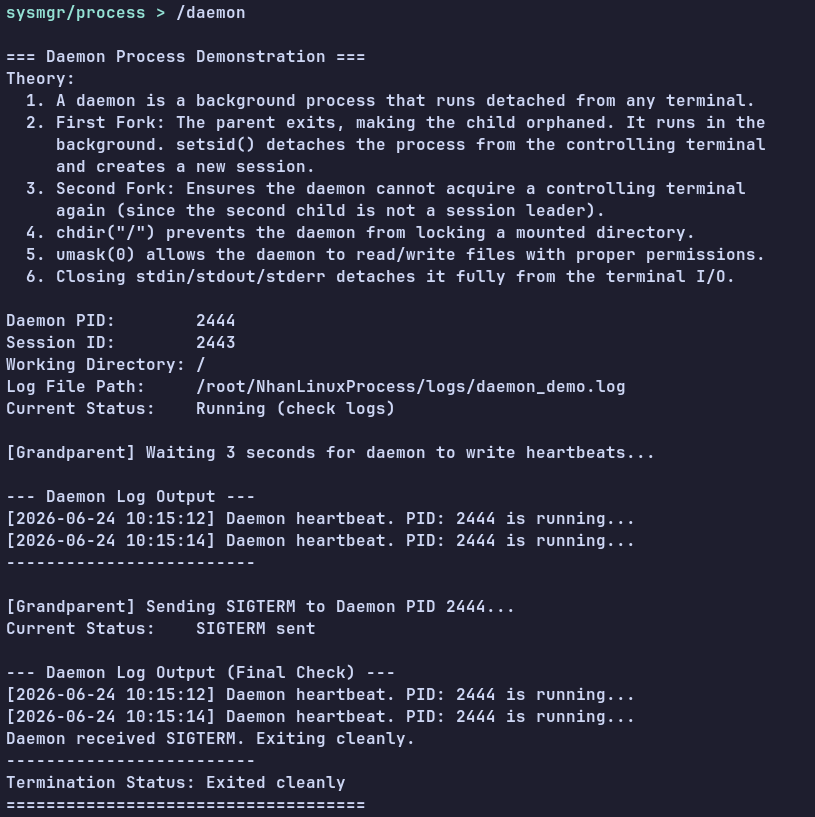 sysmgr/process > /daemon
=== Daemon Process Demonstration ===
Theory:
1. A daemon is a background process that runs detached from any terminal.
2. First Fork: The parent exits, making the child orphaned. It runs in the
background. setsid() detaches the process from the controlling terminal
and creates a new session.
3. Second Fork: Ensures the daemon cannot acquire a controlling terminal
again (since the second child is not a session leader).
4. chdir("/") prevents the daemon from locking a mounted directory.
5. umask(0) allows the daemon to read/write files with proper permissions.
6. Closing stdin/stdout/stderr detaches it fully from the terminal I/O.
Daemon PID: 2444
Session ID: 2443
Working Directory: /
Log File Path: /root/NhanLinuxProcess/logs/daemon_demo.log
Current Status: Running (check logs)
[Grandparent] Waiting 3 seconds for daemon to write heartbeats...
--- Daemon Log Output ---
[2026-06-24 10:15:12] Daemon heartbeat. PID: 2444 is running...
[2026-06-24 10:15:14] Daemon heartbeat. PID: 2444 is running...
-------------------------
[Grandparent] Sending SIGTERM to Daemon PID 2444...
Current Status: SIGTERM sent
--- Daemon Log Output (Final Check) ---
[2026-06-24 10:15:12] Daemon heartbeat. PID: 2444 is running...
[2026-06-24 10:15:14] Daemon heartbeat. PID: 2444 is running...
Daemon received SIGTERM. Exiting cleanly.
-------------------------
Termination Status: Exited cleanly
====================================